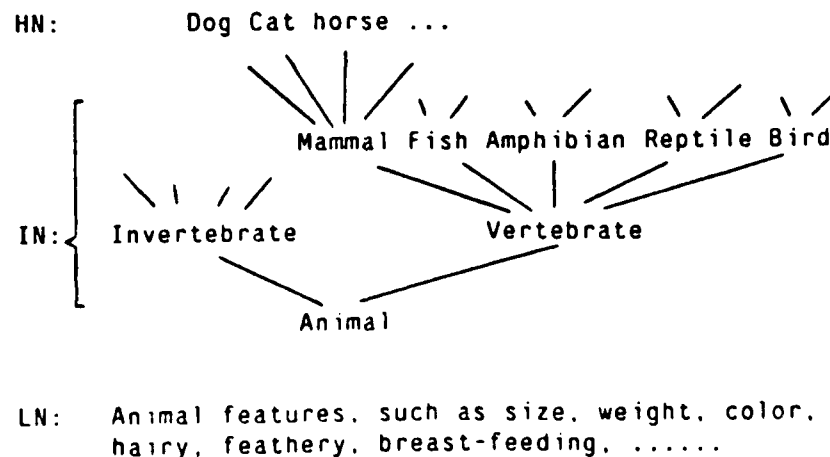 HN: Dog Cat horse ...
Mammal Fish Amphibian Reptile Bird
IN: Invertebrate Vertebrate
Animal
LN: Animal features, such as size, weight, color,
hairy, feathery, breast-feeding, ......